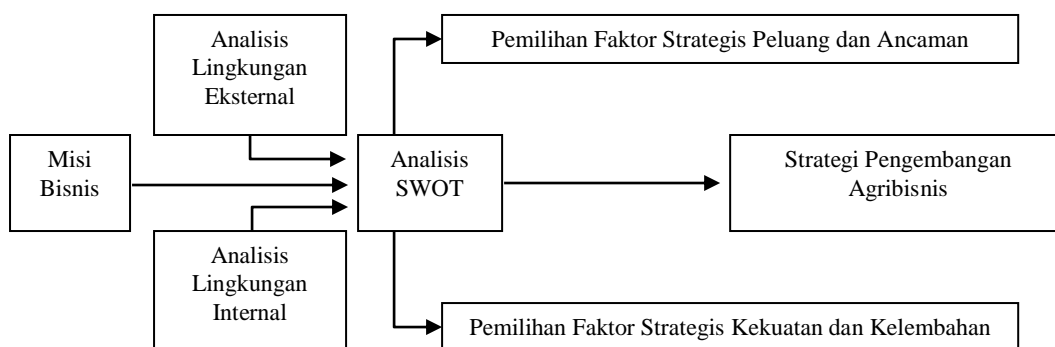 Analisis
Lingkungan
Eksternal
Pemilihan Faktor Strategis Peluang dan Ancaman
Misi
Bisnis
Analisis
SWOT
Strategi Pengembangan
Agribisnis
Analisis
Lingkungan
Internal
Pemilihan Faktor Strategis Kekuatan dan Kelembahan